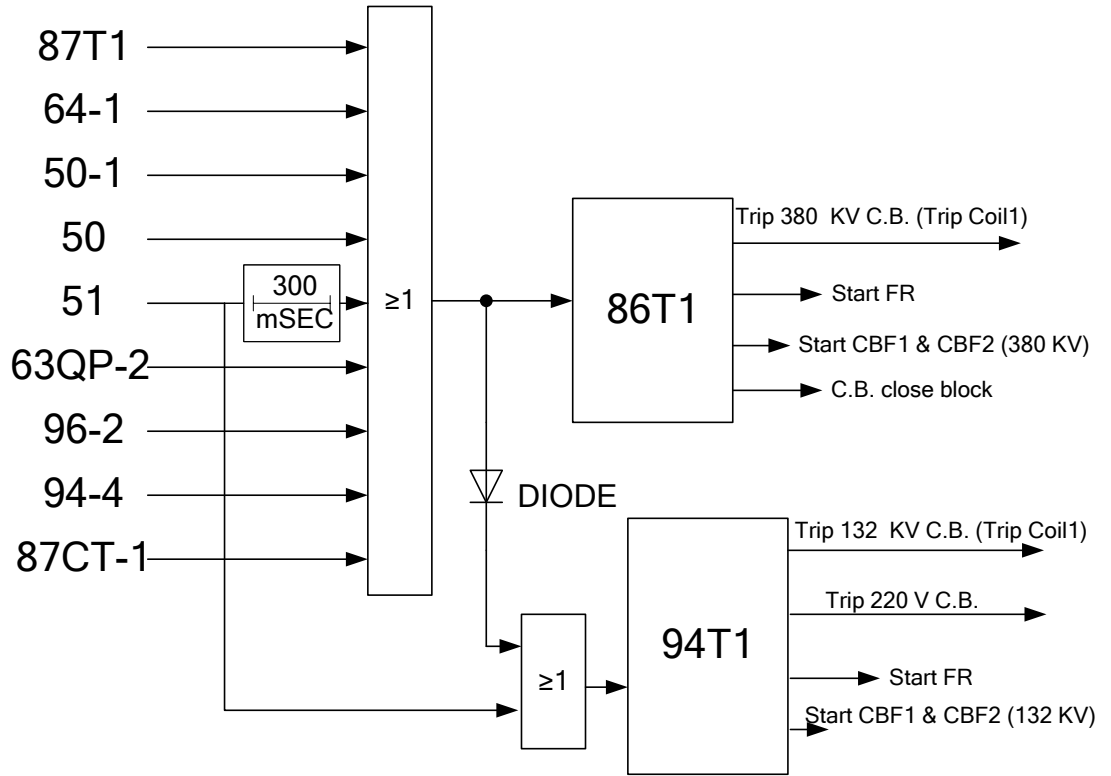 87T1
64-1
50-1
50
51
63QP-2
96-2
94-4
87CT-1
300
mSEC
≥1
86T1
Trip 380 KV C.B. (Trip Coil1)
Start FR
Start CBF1 & CBF2 (380 KV)
C.B. close block
DIODE
≥1
94T1
Trip 132 KV C.B. (Trip Coil1)
Trip 220 V C.B.
Start FR
Start CBF1 & CBF2 (132 KV)